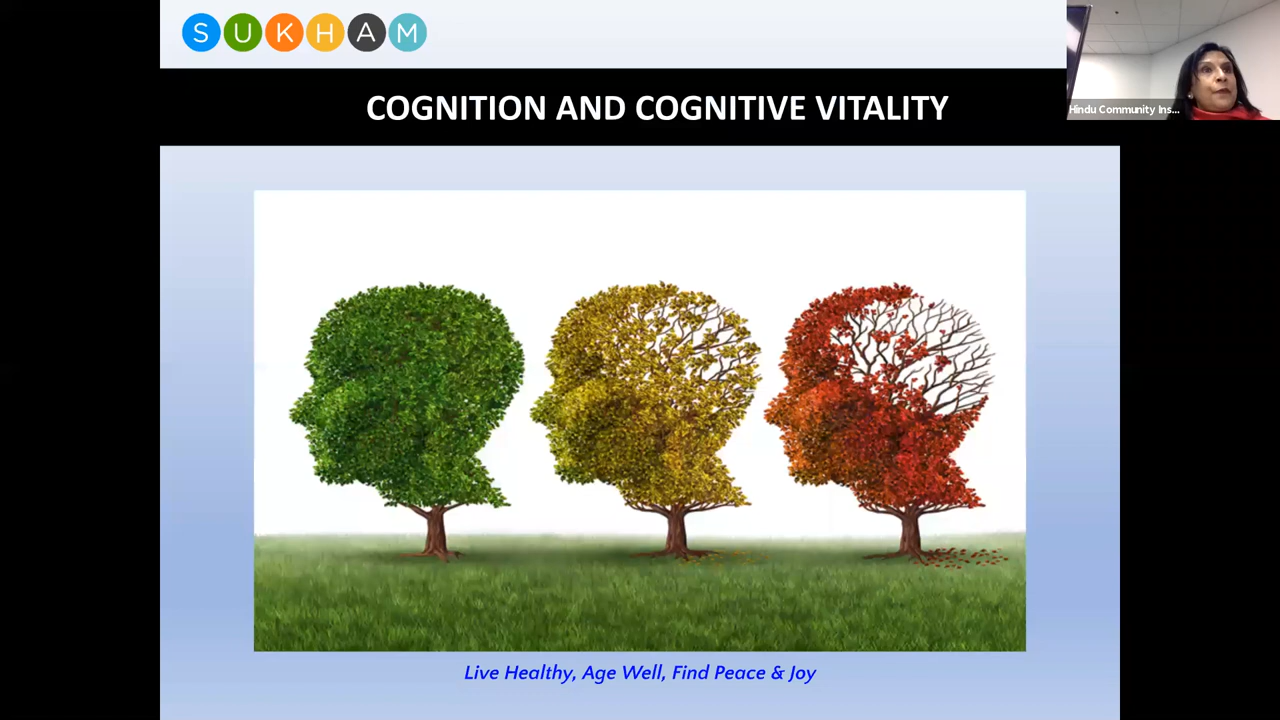 SUKHAM
Hindu Community Ins...
COGNITION AND COGNITIVE VITALITY
Live Healthy, Age Well, Find Peace & Joy